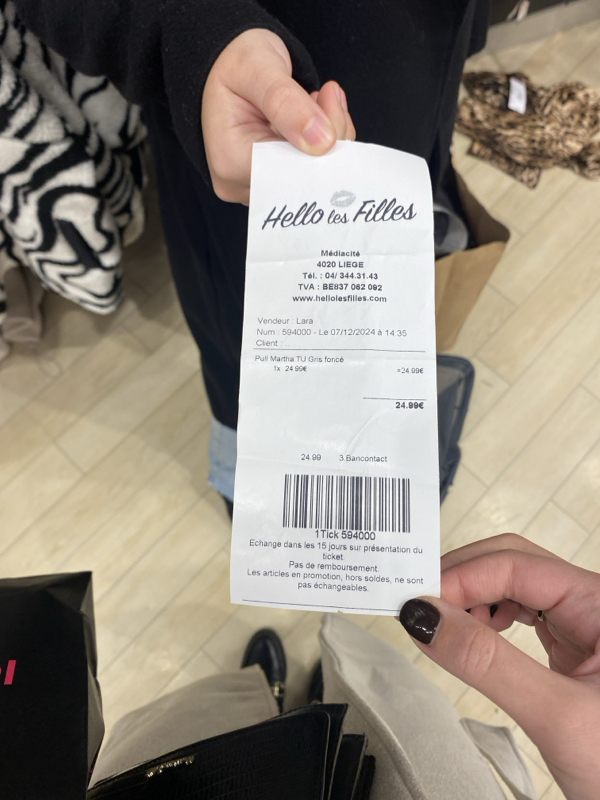 Hello les Filles
Médiacité
4020 LIEGE
Tél. : 04/ 344.31.43
TVA : BE837 062 092
www.hellolesfilles.com
Vendeur : Lara
Num : 594000 - Le 07/12/2024 à 14:35
Client : ..
Pull Martha TU Gris foncé
1x 24.99€ =24.99€
24.99€
24.99 3.Bancontact
1Tick 594000
Echange dans les 15 jours sur présentation du
ticket.
Pas de remboursement.
Les articles en promotion, hors soldes, ne sont
pas échangeables.